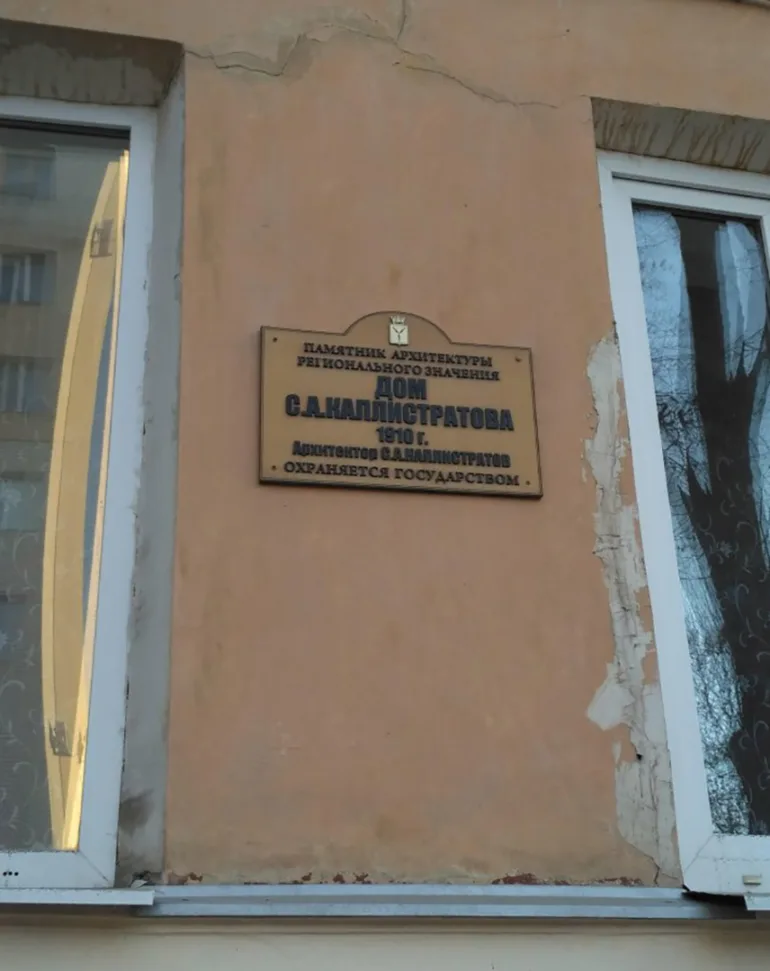 ПАМЯТНИК АРХИТЕКТУРЫ
РЕГИОНАЛЬНОГО ЗНАЧЕНИЯ
ДОМ
С.А.КАЛЛИСТРАТОВА
1910 г.
Архитектор С.А.КАЛЛИСТРАТОВ
ОХРАНЯЕТСЯ ГОСУДАРСТВОМ